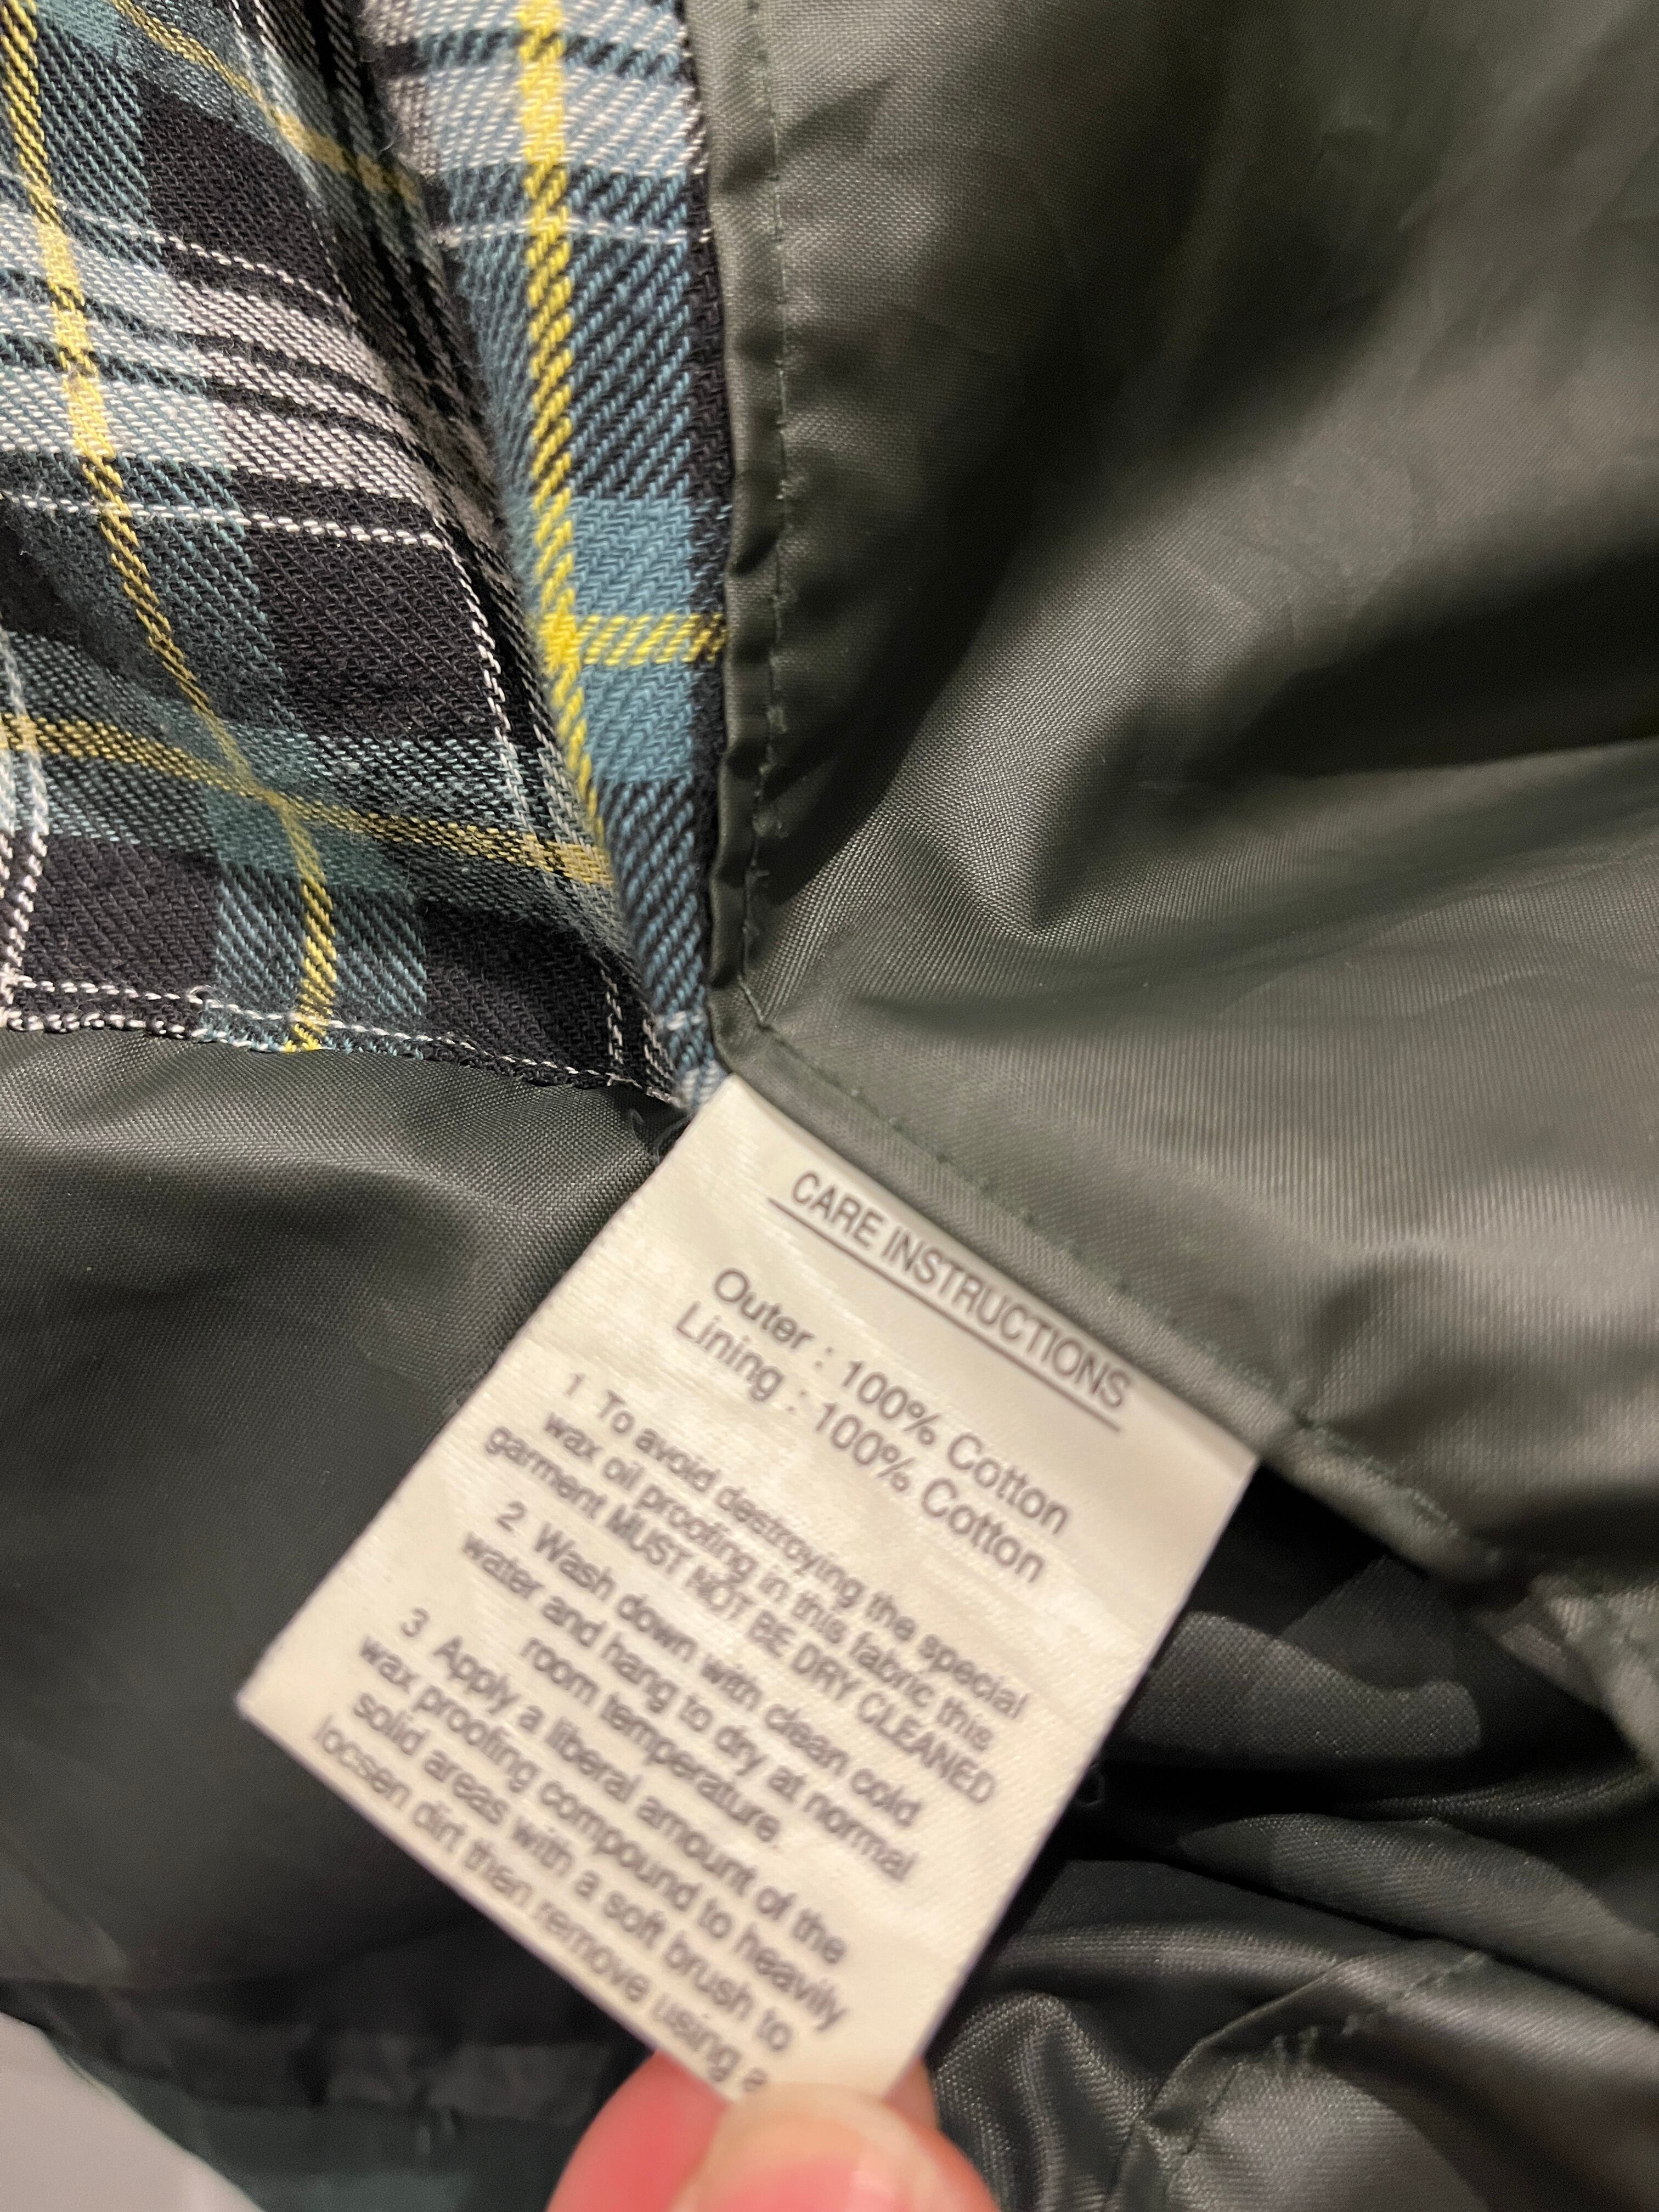 CARE INSTRUCTIONS
Outer : 100% Cotton
Lining : 100% Cotton
1 To avoid destroying the special
wax oil proofing in this fabric this
garment MUST NOT BE DRY CLEANED
2 Wash down with clean cold
water and hang to dry at normal
room temperature.
3 Apply a liberal amount of the
wax proofing compound to heavily
solid areas with a soft brush to
locsen dirt then remove using a